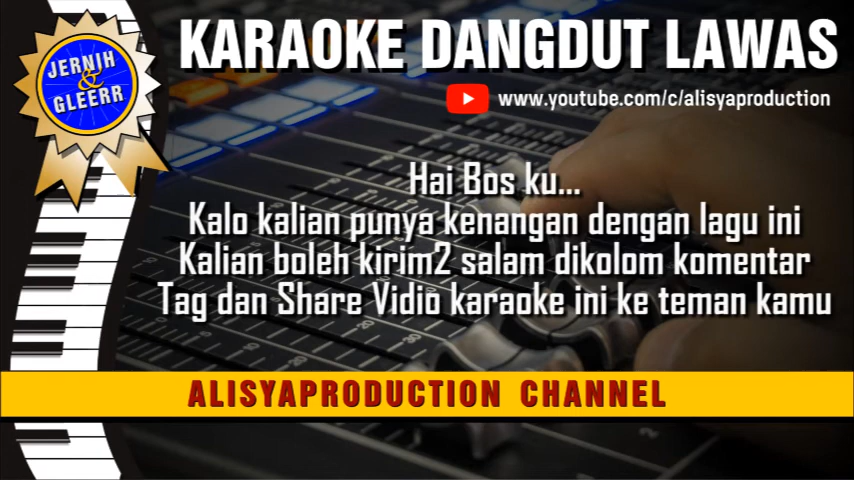 JERNIH
&
GLEERR
KARAOKE DANGDUT LAWAS
www.youtube.com/c/alisyaproduction
Hai Bos ku...
Kalo kalian punya kenangan dengan lagu ini
Kalian boleh kirim2 salam dikolom komentar
Tag dan Share Vidio karaoke ini ke teman kamu
ALISYAPRODUCTION CHANNEL